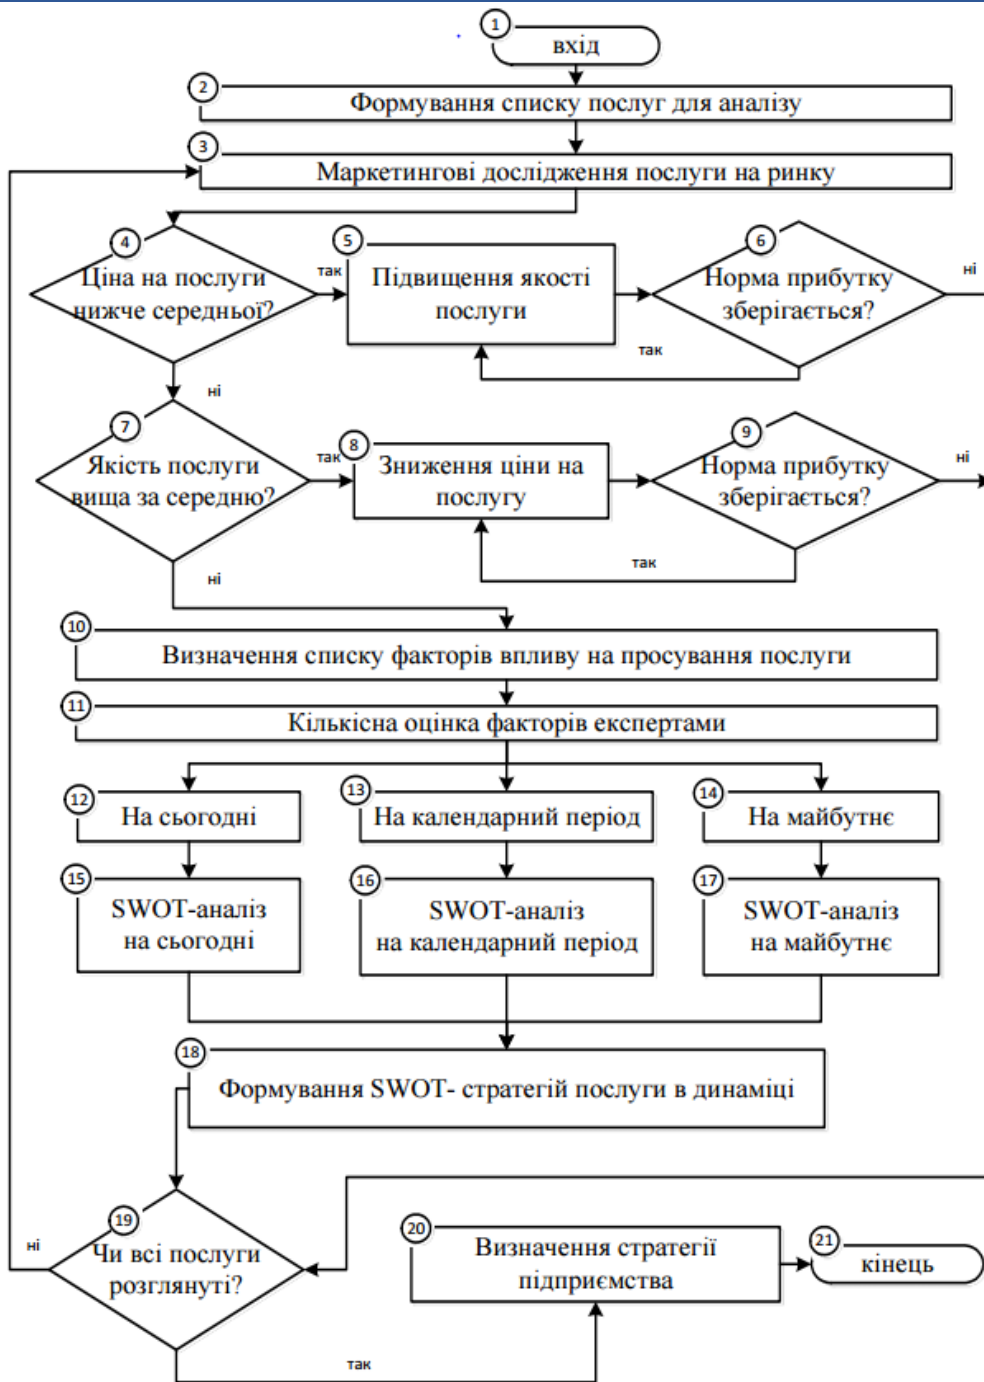 1
вхід
2
Формування списку послуг для аналізу
3
Маркетингові дослідження послуги на ринку
4
Ціна на послуги
нижче середньої?
так
5
Підвищення якості
послуги
6
Норма прибутку
зберігається?
ні
так
ні
7
Якість послуги
вища за середню?
так
8
Зниження ціни на
послугу
9
Норма прибутку
зберігається?
ні
так
ні
10
Визначення списку факторів впливу на просування послуги
11
Кількісна оцінка факторів експертами
12
На сьогодні
13
На календарний період
14
На майбутнє
15
SWOT-аналіз
на сьогодні
16
SWOT-аналіз
на календарний період
17
SWOT-аналіз
на майбутнє
18
Формування SWOT- стратегій послуги в динаміці
19
Чи всі послуги
розглянуті?
ні
так
20
Визначення стратегії
підприємства
21
кінець